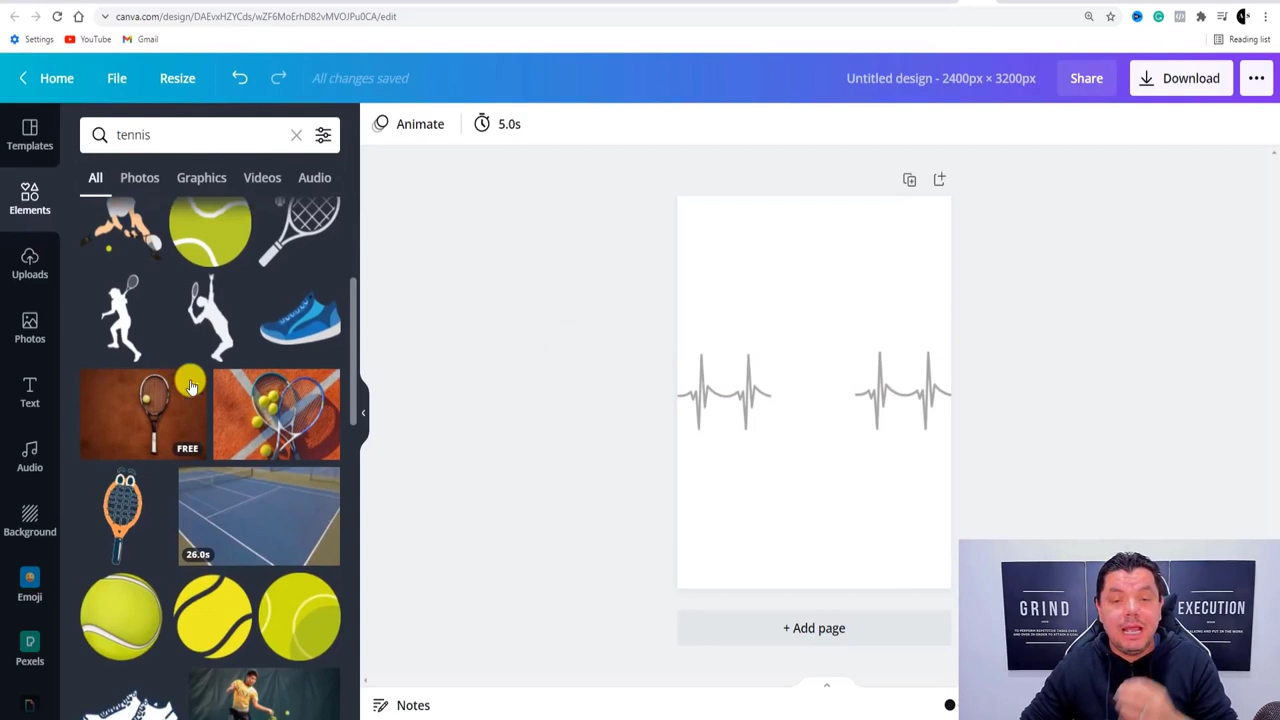 canva.com/design/DAEvxHZYCds/wZF6MoErhD82vMVOJPu0CA/edit
Settings
YouTube
Gmail
Reading list
Home
File
Resize
All changes saved
Untitled design - 2400px × 3200px
Share
Download
Templates
Elements
Uploads
Photos
Text
Audio
Background
Emoji
Pexels
tennis
All
Photos
Graphics
Videos
Audio
FREE
26.0s
Animate
5.0s
+ Add page
Notes
GRIND
EXECUTION